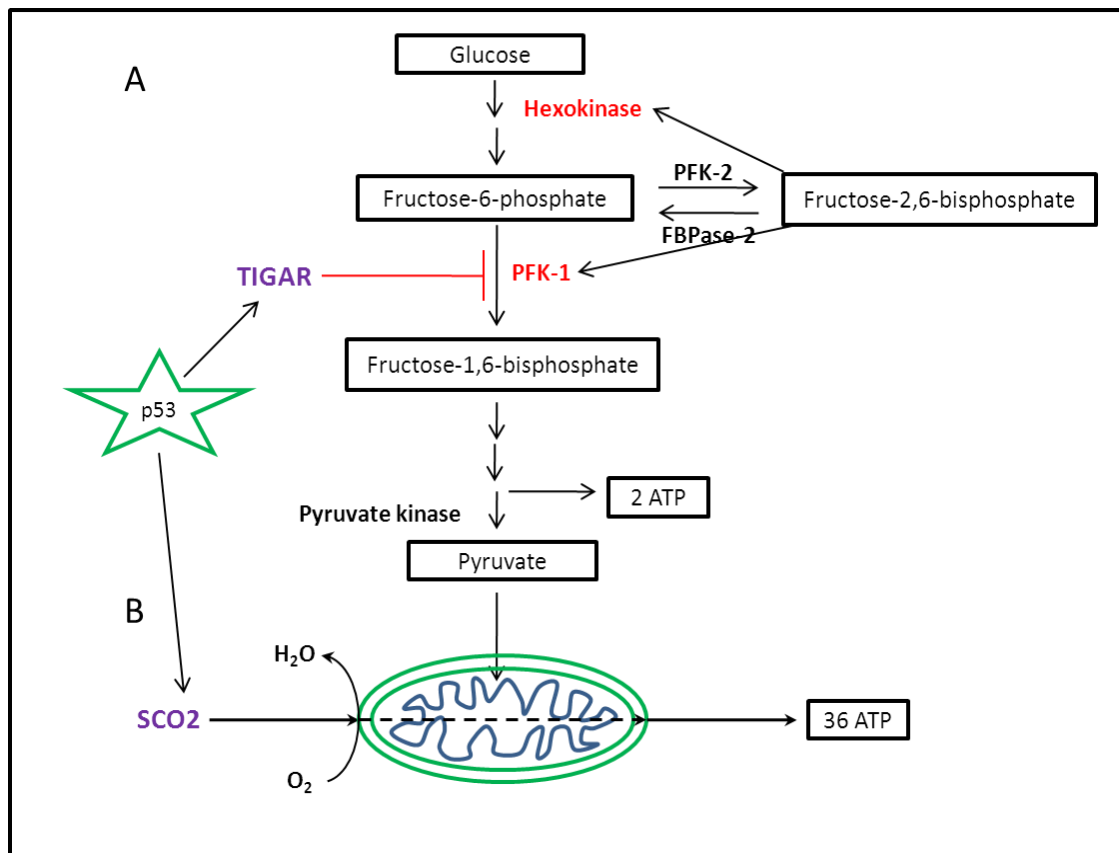 A
Glucose
Hexokinase
PFK-2
Fructose-6-phosphate
Fructose-2,6-bisphosphate
FBPase-2
TIGAR
PFK-1
Fructose-1,6-bisphosphate
p53
2 ATP
Pyruvate kinase
Pyruvate
B
H₂O
SCO2
36 ATP
O₂